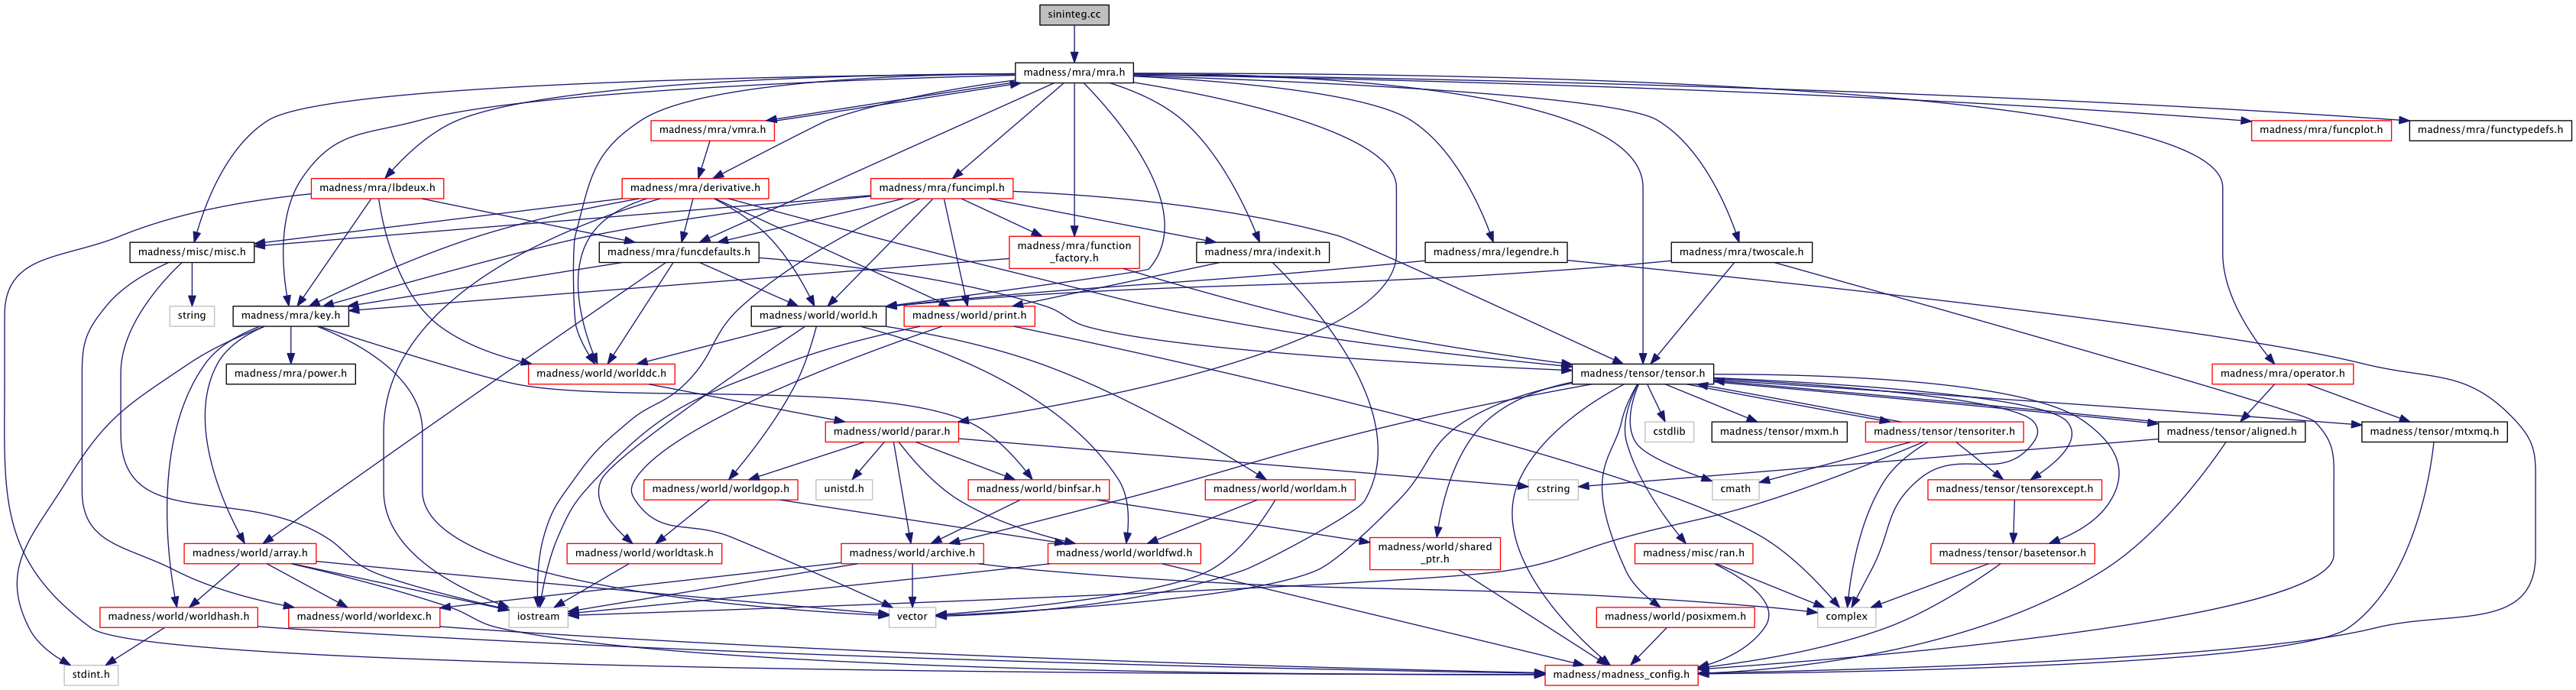 sininteg.cc
madness/mra/mra.h
madness/mra/vmra.h
madness/mra/funcplot.h
madness/mra/functypedefs.h
madness/mra/lbdeux.h
madness/mra/derivative.h
madness/mra/funcimpl.h
madness/misc/misc.h
madness/mra/funcdefaults.h
madness/mra/function
_factory.h
madness/mra/indexit.h
madness/mra/legendre.h
madness/mra/twoscale.h
string
madness/mra/key.h
madness/world/world.h
madness/world/print.h
madness/mra/power.h
madness/world/worlddc.h
madness/tensor/tensor.h
madness/mra/operator.h
madness/world/parar.h
cstdlib
madness/tensor/mxm.h
madness/tensor/tensoriter.h
madness/tensor/aligned.h
madness/tensor/mtxmq.h
madness/world/worldgop.h
unistd.h
madness/world/binfsar.h
madness/world/worldam.h
cstring
cmath
madness/tensor/tensorexcept.h
madness/world/array.h
madness/world/worldtask.h
madness/world/archive.h
madness/world/worldfwd.h
madness/world/shared
_ptr.h
madness/misc/ran.h
madness/tensor/basetensor.h
madness/world/worldhash.h
madness/world/worldexc.h
iostream
vector
madness/world/posixmem.h
complex
stdint.h
madness/madness_config.h